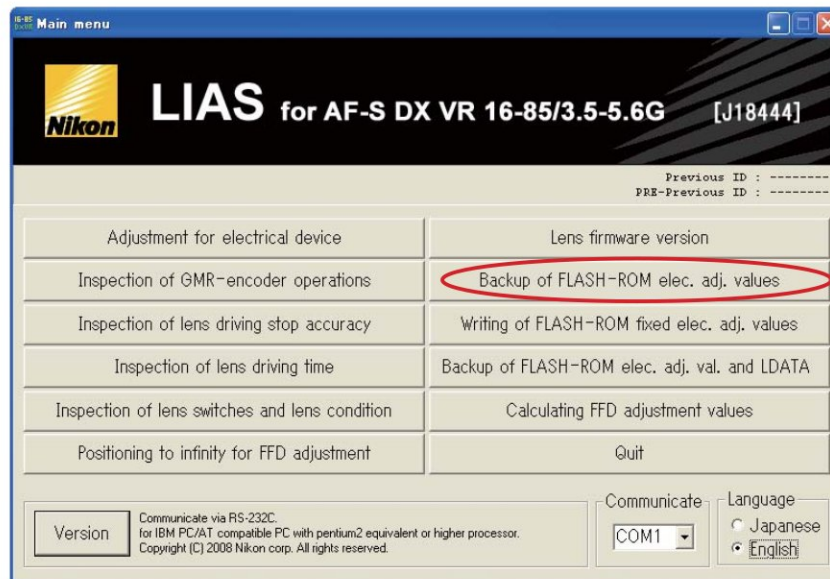 16-85
DXVR
Main menu
Nikon
LIAS for AF-S DX VR 16-85/3.5-5.6G [J18444]
Previous ID : --------
PRE-Previous ID : --------
Adjustment for electrical device
Lens firmware version
Inspection of GMR-encoder operations
Backup of FLASH-ROM elec. adj. values
Inspection of lens driving stop accuracy
Writing of FLASH-ROM fixed elec. adj. values
Inspection of lens driving time
Backup of FLASH-ROM elec. adj. val. and LDATA
Inspection of lens switches and lens condition
Calculating FFD adjustment values
Positioning to infinity for FFD adjustment
Quit
Version
Communicate via RS-232C.
for IBM PC/AT compatible PC with pentium2 equivalent or higher processor.
Copyright (C) 2008 Nikon corp. All rights reserved.
Communicate
COM1
Language
Japanese
English